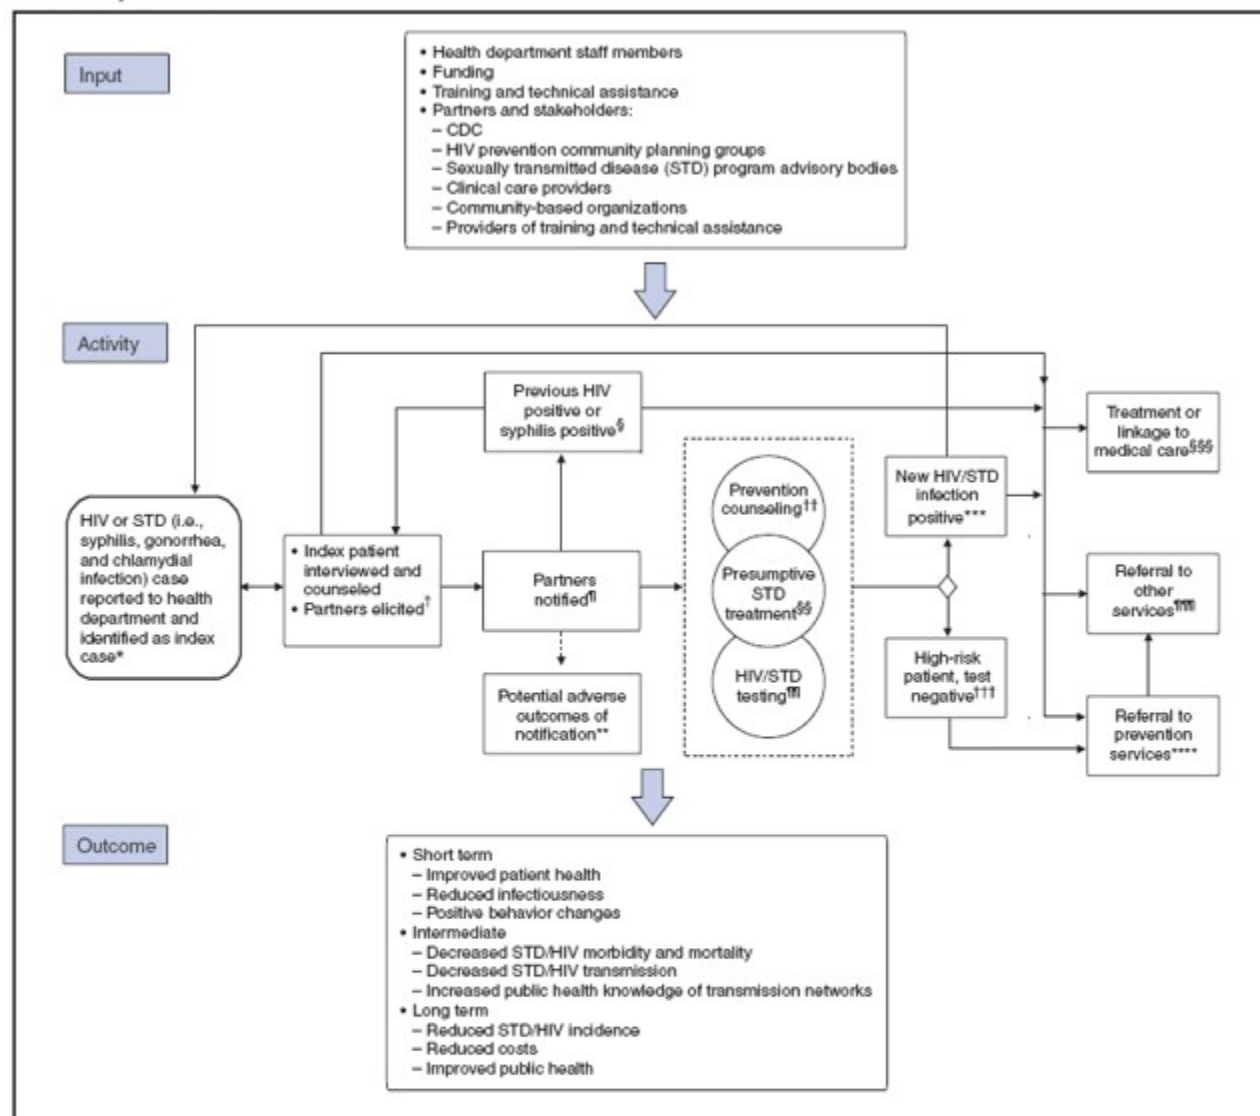 Input
• Health department staff members
• Funding
• Training and technical assistance
• Partners and stakeholders:
– CDC
– HIV prevention community planning groups
– Sexually transmitted disease (STD) program advisory bodies
– Clinical care providers
– Community-based organizations
– Providers of training and technical assistance
Activity
HIV or STD (i.e.,
syphilis, gonorrhea,
and chlamydial
infection) case
reported to health
department and
identified as index
case*
• Index patient
interviewed and
counseled
• Partners elicited†
Previous HIV
positive or
syphilis positive§
Partners
notified¶
Potential adverse
outcomes of
notification**
Prevention
counseling††
Presumptive
STD
treatment§§
HIV/STD
testing¶¶
New HIV/STD
infection
positive***
High-risk
patient, test
negative†††
Treatment or
linkage to
medical care§§§
Referral to
other
services¶¶¶
Referral to
prevention
services****
Outcome
• Short term
– Improved patient health
– Reduced infectiousness
– Positive behavior changes
• Intermediate
– Decreased STD/HIV morbidity and mortality
– Decreased STD/HIV transmission
– Increased public health knowledge of transmission networks
• Long term
– Reduced STD/HIV incidence
– Reduced costs
– Improved public health